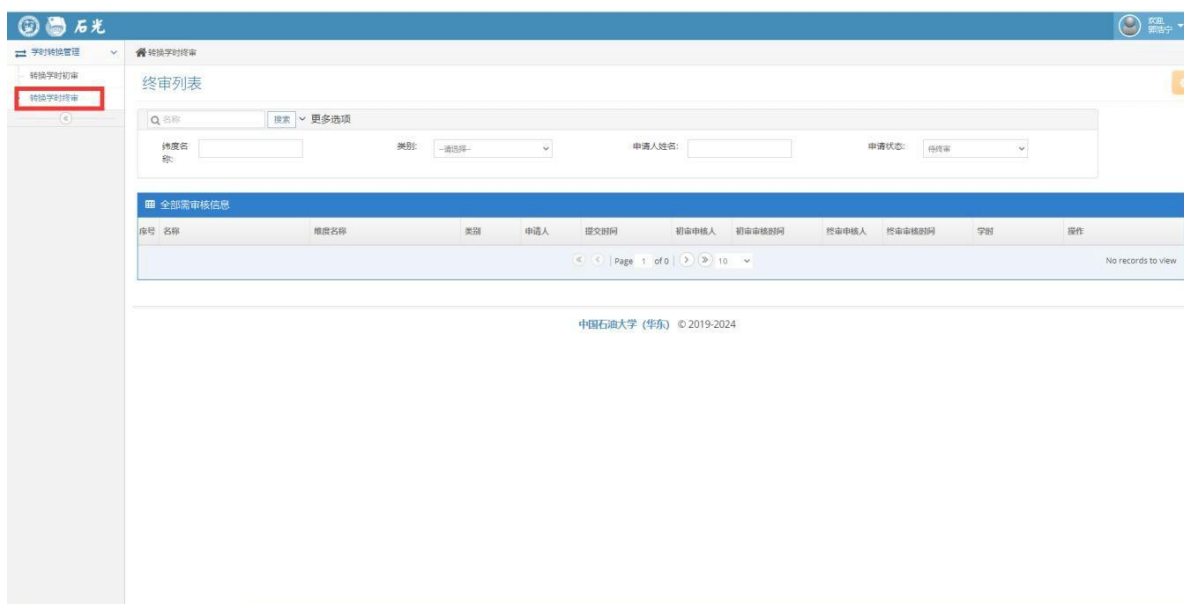 石光
欢迎,
学时转换管理
转换学时终审
转换学时初审
转换学时终审
终审列表
名称
搜索
更多选项
纬度名
称:
类别:
--请选择--
申请人姓名:
申请状态:
待终审
全部需审核信息
序号 名称 维度名称 类别 申请人 提交时间 初审审核人 初审审核时间 终审审核人 终审审核时间 学时 操作
Page 1 of 0 10
No records to view
中国石油大学 (华东) © 2019-2024